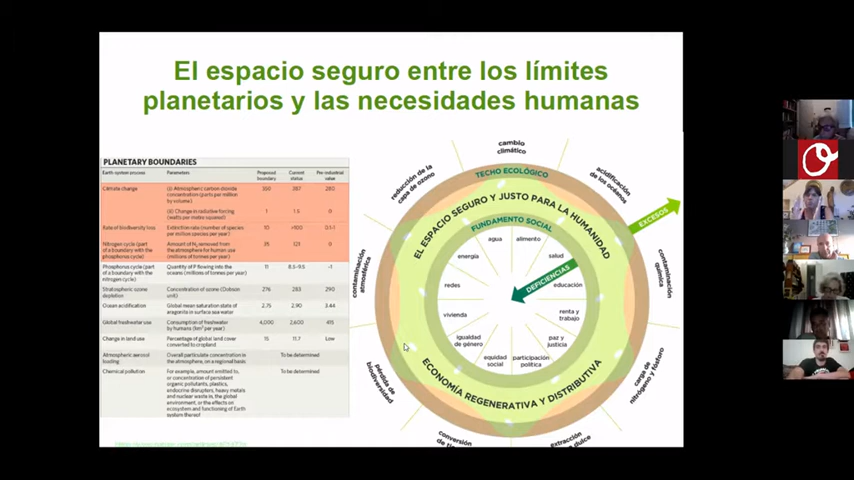 El espacio seguro entre los límites
planetarios y las necesidades humanas
PLANETARY BOUNDARIES
Earth-system process Parameters Proposed boundary Current status Pre-industrial value
Climate change (i) Atmospheric carbon dioxide concentration (parts per million by volume) 350 387 280
(ii) Change in radiative forcing (watts per metre squared) 1 1.5 0
Rate of biodiversity loss Extinction rate (number of species per million species per year) 10 >100 0.1-1
Nitrogen cycle (part of a boundary with the phosphorus cycle) Amount of N2 removed from the atmosphere for human use (millions of tonnes per year) 35 121 0
Phosphorus cycle (part of a boundary with the nitrogen cycle) Quantity of P flowing into the oceans (millions of tonnes per year) 11 8.5-9.5 -1
Stratospheric ozone depletion Concentration of ozone (Dobson unit) 276 283 290
Ocean acidification Global mean saturation state of aragonite in surface sea water 2.75 2.90 3.44
Global freshwater use Consumption of freshwater by humans (km3 per year) 4,000 2,600 415
Change in land use Percentage of global land cover converted to cropland 15 11.7 Low
Atmospheric aerosol loading Overall particulate concentration in the atmosphere, on a regional basis To be determined
Chemical pollution For example, amount emitted to, or concentration of persistent organic pollutants, plastics, endocrine disrupters, heavy metals and nuclear waste in, the global environment, or the effects on ecosystem and functioning of Earth system thereof To be determined
cambio
climático
reducción de la
capa de ozono
acidificación
de los océanos
TECHO ECOLÓGICO
EL ESPACIO SEGURO Y JUSTO PARA LA HUMANIDAD
FUNDAMENTO SOCIAL
EXCESOS
agua
alimento
energía
salud
DEFICIENCIAS
contaminación
atmosférica
contaminación
química
redes
educación
vivienda
renta y
trabajo
igualdad
de género
paz y
justicia
equidad
social
participación
política
pérdida de
biodiversidad
carga de
nitrógeno y fósforo
ECONOMÍA REGENERATIVA Y DISTRIBUTIVA
conversión
extracción
dulce